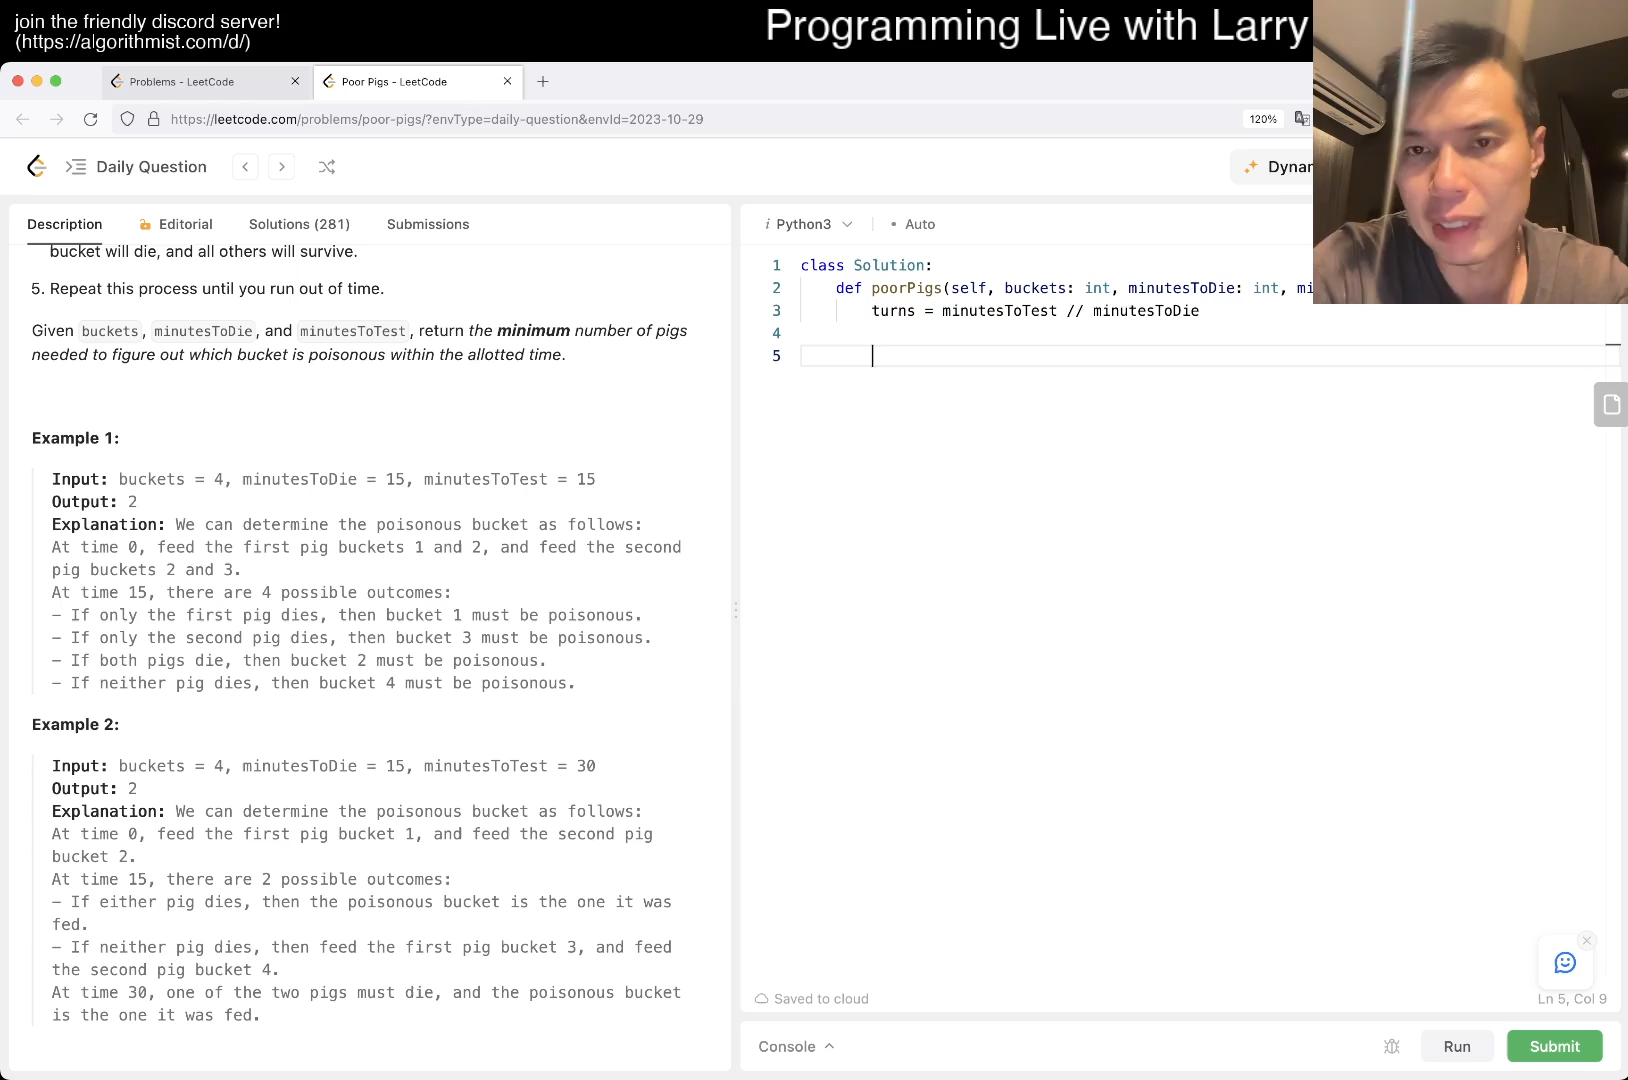 join the friendly discord server!
(https://algorithmist.com/d/)
Programming Live with Larry
Problems - LeetCode
Poor Pigs - LeetCode
https://leetcode.com/problems/poor-pigs/?envType=daily-question&envId=2023-10-29
120%
Daily Question
Dynan
Description
Editorial
Solutions (281)
Submissions
bucket will die, and all others will survive.
5. Repeat this process until you run out of time.
Given buckets, minutesToDie, and minutesToTest, return the minimum number of pigs
needed to figure out which bucket is poisonous within the allotted time.
Example 1:
Input: buckets = 4, minutesToDie = 15, minutesToTest = 15
Output: 2
Explanation: We can determine the poisonous bucket as follows:
At time 0, feed the first pig buckets 1 and 2, and feed the second
pig buckets 2 and 3.
At time 15, there are 4 possible outcomes:
- If only the first pig dies, then bucket 1 must be poisonous.
- If only the second pig dies, then bucket 3 must be poisonous.
- If both pigs die, then bucket 2 must be poisonous.
- If neither pig dies, then bucket 4 must be poisonous.
Example 2:
Input: buckets = 4, minutesToDie = 15, minutesToTest = 30
Output: 2
Explanation: We can determine the poisonous bucket as follows:
At time 0, feed the first pig bucket 1, and feed the second pig
bucket 2.
At time 15, there are 2 possible outcomes:
- If either pig dies, then the poisonous bucket is the one it was
fed.
- If neither pig dies, then feed the first pig bucket 3, and feed
the second pig bucket 4.
At time 30, one of the two pigs must die, and the poisonous bucket
is the one it was fed.
i Python3
• Auto
1 class Solution:
2 def poorPigs(self, buckets: int, minutesToDie: int, mi
3 turns = minutesToTest // minutesToDie
4
5
Saved to cloud
Ln 5, Col 9
Console
Run
Submit